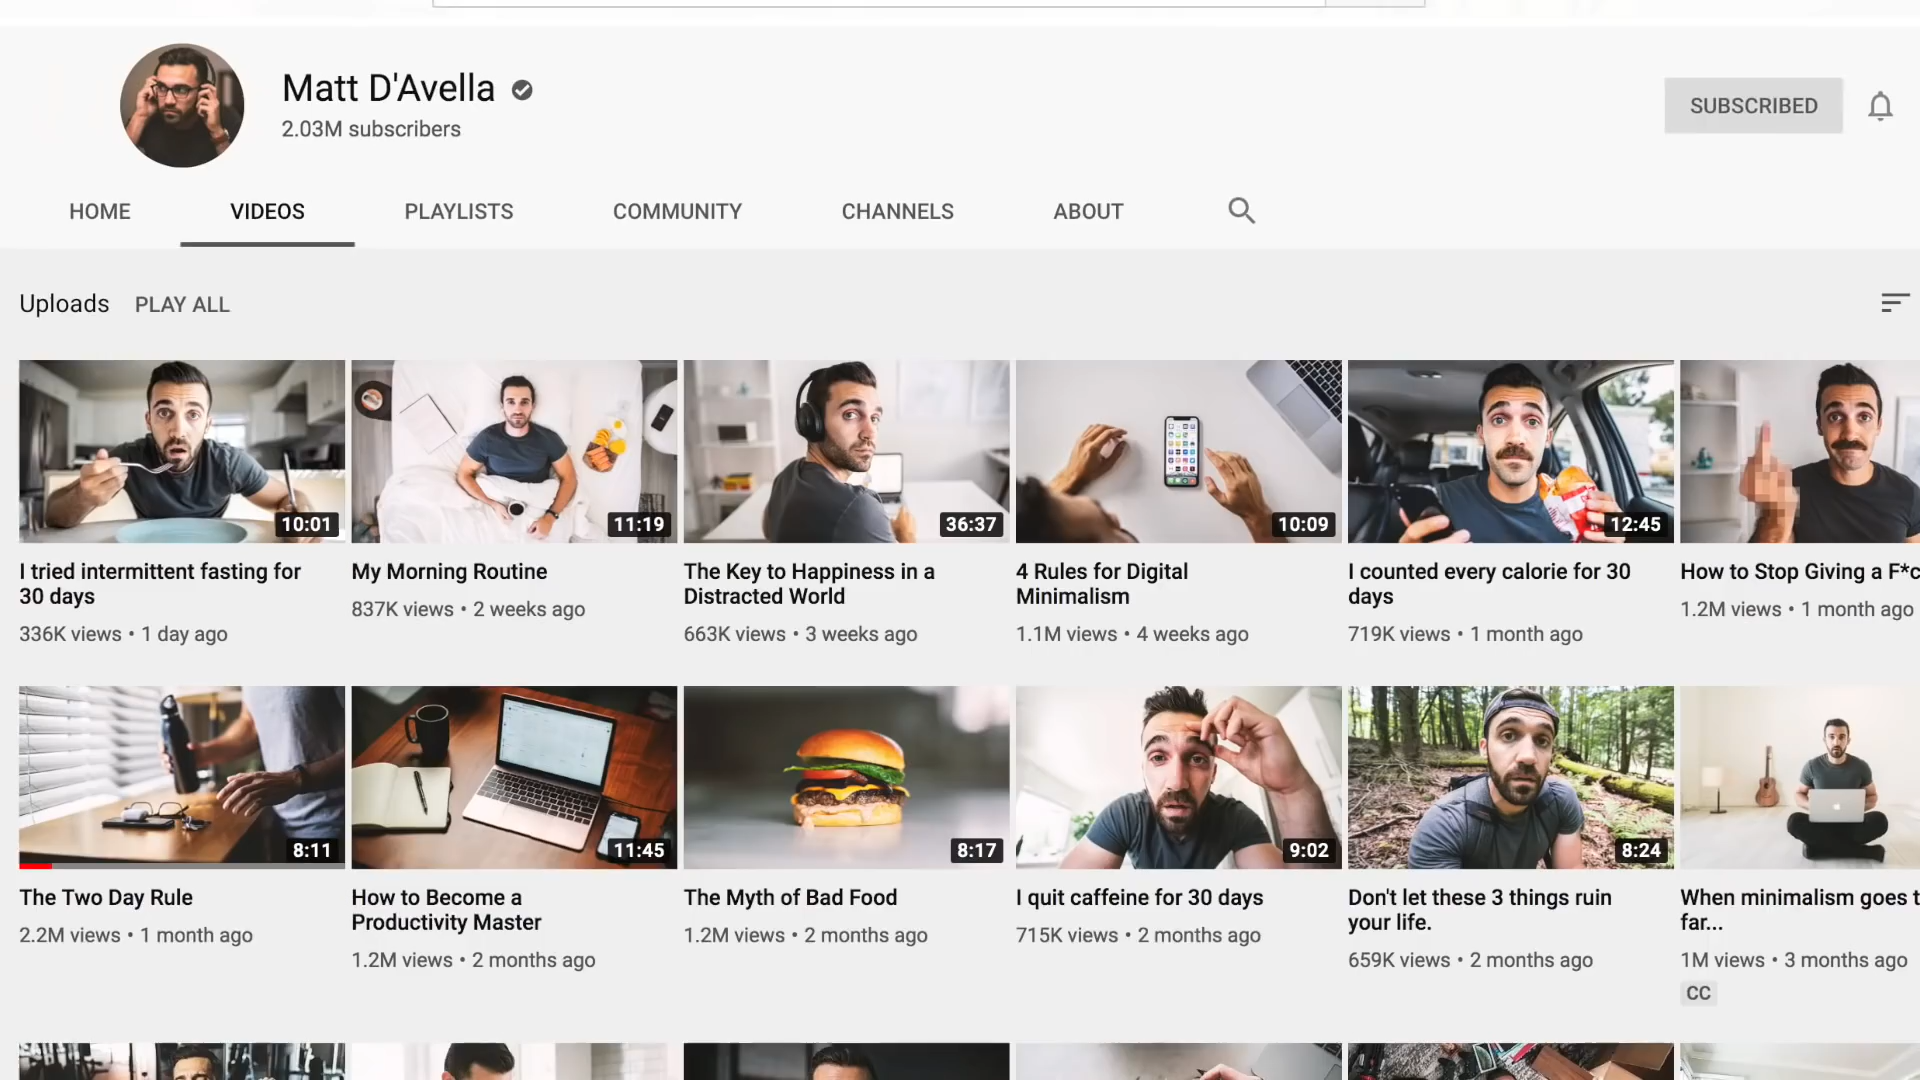 Matt D'Avella
2.03M subscribers
SUBSCRIBED
HOME
VIDEOS
PLAYLISTS
COMMUNITY
CHANNELS
ABOUT
Uploads
PLAY ALL
10:01
11:19
36:37
10:09
12:45
I tried intermittent fasting for
30 days
336K views • 1 day ago
My Morning Routine
837K views • 2 weeks ago
The Key to Happiness in a
Distracted World
663K views • 3 weeks ago
4 Rules for Digital
Minimalism
1.1M views • 4 weeks ago
I counted every calorie for 30
days
719K views • 1 month ago
How to Stop Giving a F*c
1.2M views • 1 month ago
8:11
11:45
8:17
9:02
8:24
The Two Day Rule
2.2M views • 1 month ago
How to Become a
Productivity Master
1.2M views • 2 months ago
The Myth of Bad Food
1.2M views • 2 months ago
I quit caffeine for 30 days
715K views • 2 months ago
Don't let these 3 things ruin
your life.
659K views • 2 months ago
When minimalism goes t
far...
1M views • 3 months ago
CC